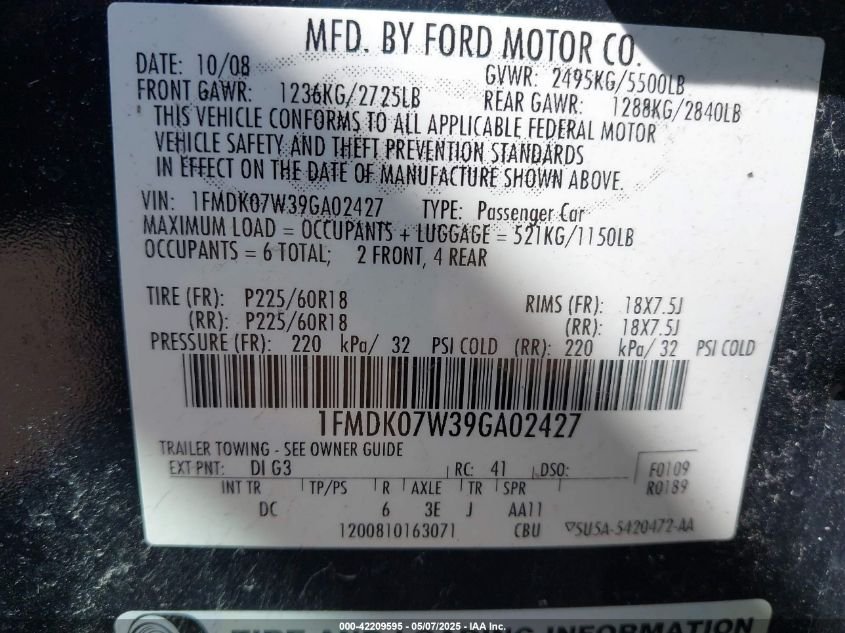 MFD. BY FORD MOTOR CO.
DATE: 10/08 GVWR: 2495KG/5500LB
FRONT GAWR: 1236KG/2725LB REAR GAWR: 1288KG/2840LB
THIS VEHICLE CONFORMS TO ALL APPLICABLE FEDERAL MOTOR
VEHICLE SAFETY AND THEFT PREVENTION STANDARDS
IN EFFECT ON THE DATE OF MANUFACTURE SHOWN ABOVE.
VIN: 1FMDK07W39GA02427 TYPE: Passenger Car
MAXIMUM LOAD = OCCUPANTS + LUGGAGE = 521KG/1150LB
OCCUPANTS = 6 TOTAL; 2 FRONT, 4 REAR
TIRE (FR): P225/60R18 RIMS (FR): 18X7.5J
(RR): P225/60R18 (RR): 18X7.5J
PRESSURE (FR): 220 kPa/ 32 PSI COLD (RR): 220 kPa/ 32 PSI COLD
1FMDK07W39GA02427
TRAILER TOWING - SEE OWNER GUIDE
EXT PNT: DI G3 RC: 41 DSO: F0109
INT TR TP/PS R AXLE TR SPR R0189
DC 6 3E J AA11
1200810163071 CBU ▽5U5A-5420472-AA
000-42209595 - 05/07/2025 - IAA Inc.